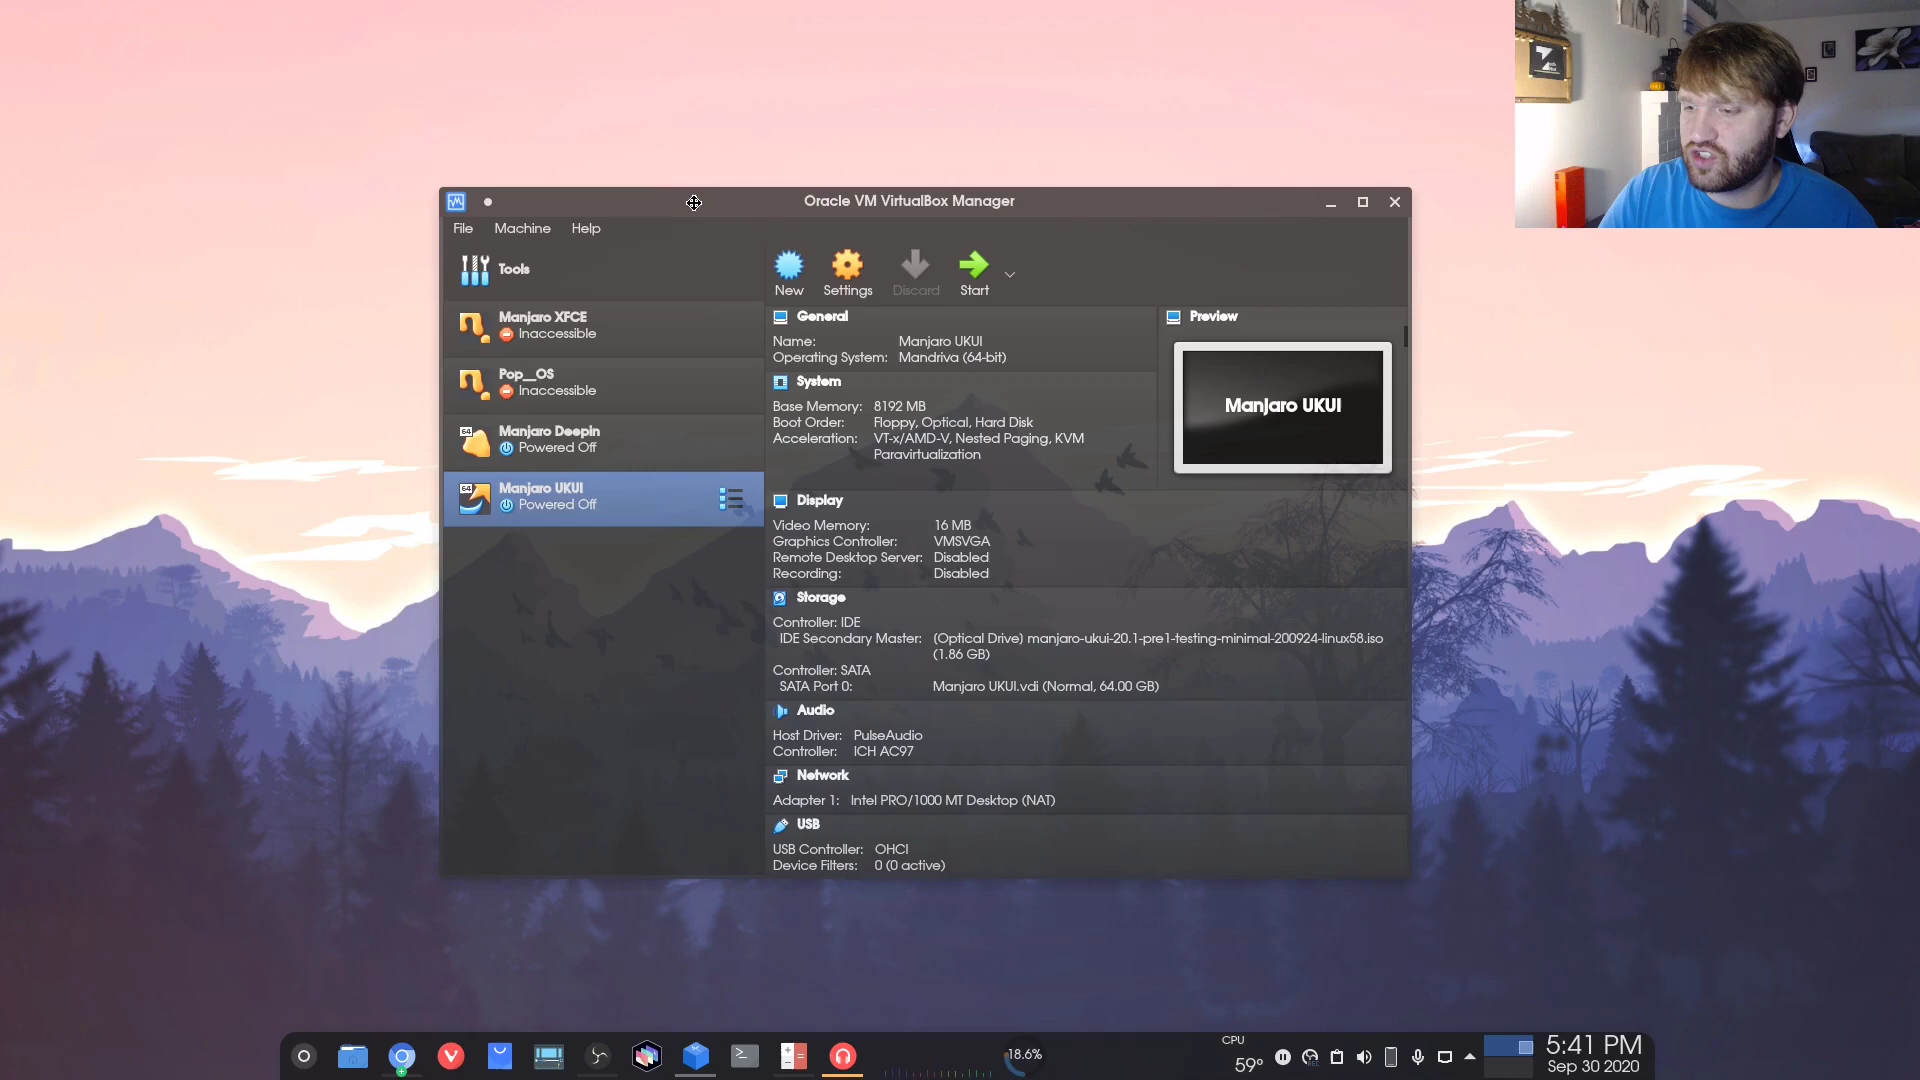 Oracle VM VirtualBox Manager
File Machine Help
Tools
New Settings Discard Start
Manjaro XFCE
Inaccessible
Pop__OS
Inaccessible
64
Manjaro Deepin
Powered Off
64
Manjaro UKUI
Powered Off
General
Name: Manjaro UKUI
Operating System: Mandriva (64-bit)
System
Base Memory: 8192 MB
Boot Order: Floppy, Optical, Hard Disk
Acceleration: VT-x/AMD-V, Nested Paging, KVM
Paravirtualization
Preview
Manjaro UKUI
Display
Video Memory: 16 MB
Graphics Controller: VMSVGA
Remote Desktop Server: Disabled
Recording: Disabled
Storage
Controller: IDE
IDE Secondary Master: [Optical Drive] manjaro-ukui-20.1-pre1-testing-minimal-200924-linux58.iso
(1.86 GB)
Controller: SATA
SATA Port 0: Manjaro UKUI.vdi (Normal, 64.00 GB)
Audio
Host Driver: PulseAudio
Controller: ICH AC97
Network
Adapter 1: Intel PRO/1000 MT Desktop (NAT)
USB
USB Controller: OHCI
Device Filters: 0 (0 active)
18.6%
CPU
59°
5:41 PM
Sep 30 2020